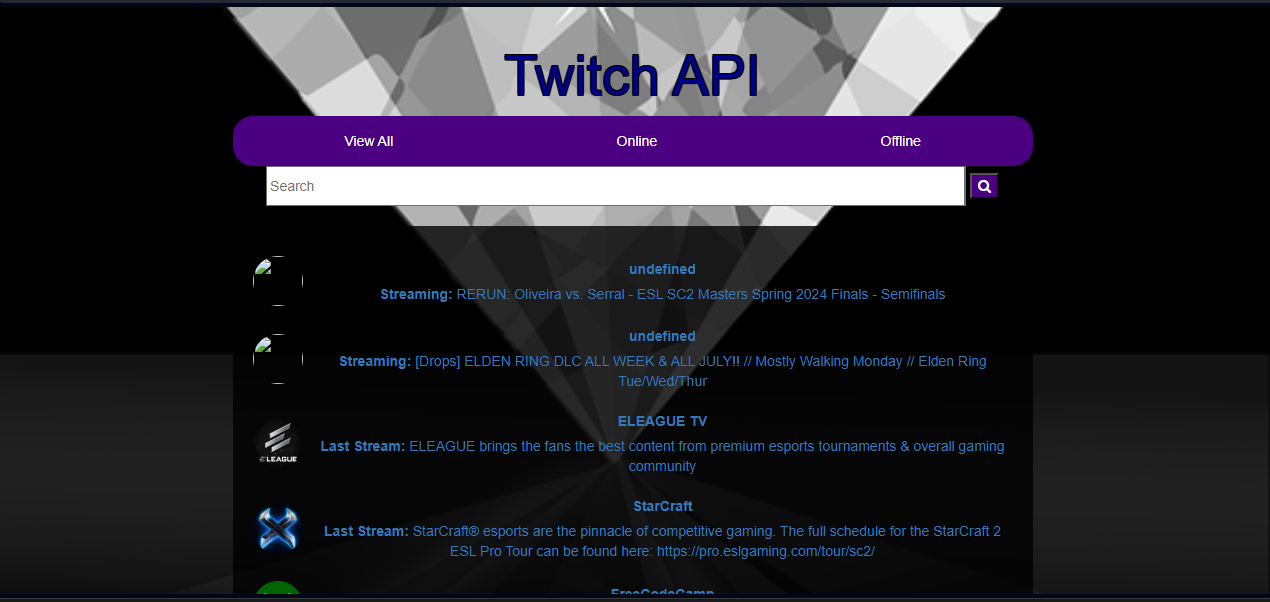 Twitch API
View All
Online
Offline
Search
undefined
Streaming: RERUN: Oliveira vs. Serral - ESL SC2 Masters Spring 2024 Finals - Semifinals
undefined
Streaming: [Drops] ELDEN RING DLC ALL WEEK & ALL JULY!! // Mostly Walking Monday // Elden Ring
Tue/Wed/Thur
ELEAGUE
ELEAGUE TV
Last Stream: ELEAGUE brings the fans the best content from premium esports tournaments & overall gaming
community
StarCraft
Last Stream: StarCraft® esports are the pinnacle of competitive gaming. The full schedule for the StarCraft 2
ESL Pro Tour can be found here: https://pro.eslgaming.com/tour/sc2/
FreeCodeCamp